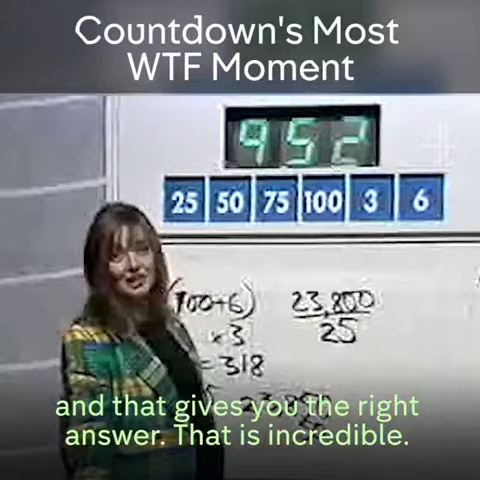 Countdown's Most
WTF Moment
952
25 50 75 100 3 6
(100+6)
x 3
= 318
23,800
25
and that gives you the right
answer. That is incredible.